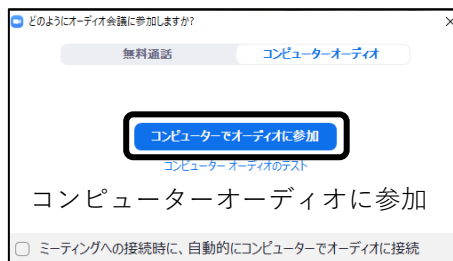 どのようにオーディオ会議に参加しますか?
無料通話 コンピューターオーディオ
コンピューターでオーディオに参加
コンピューター オーディオのテスト
コンピューターオーディオに参加
ミーティングへの接続時に、自動的にコンピューターでオーディオに接続